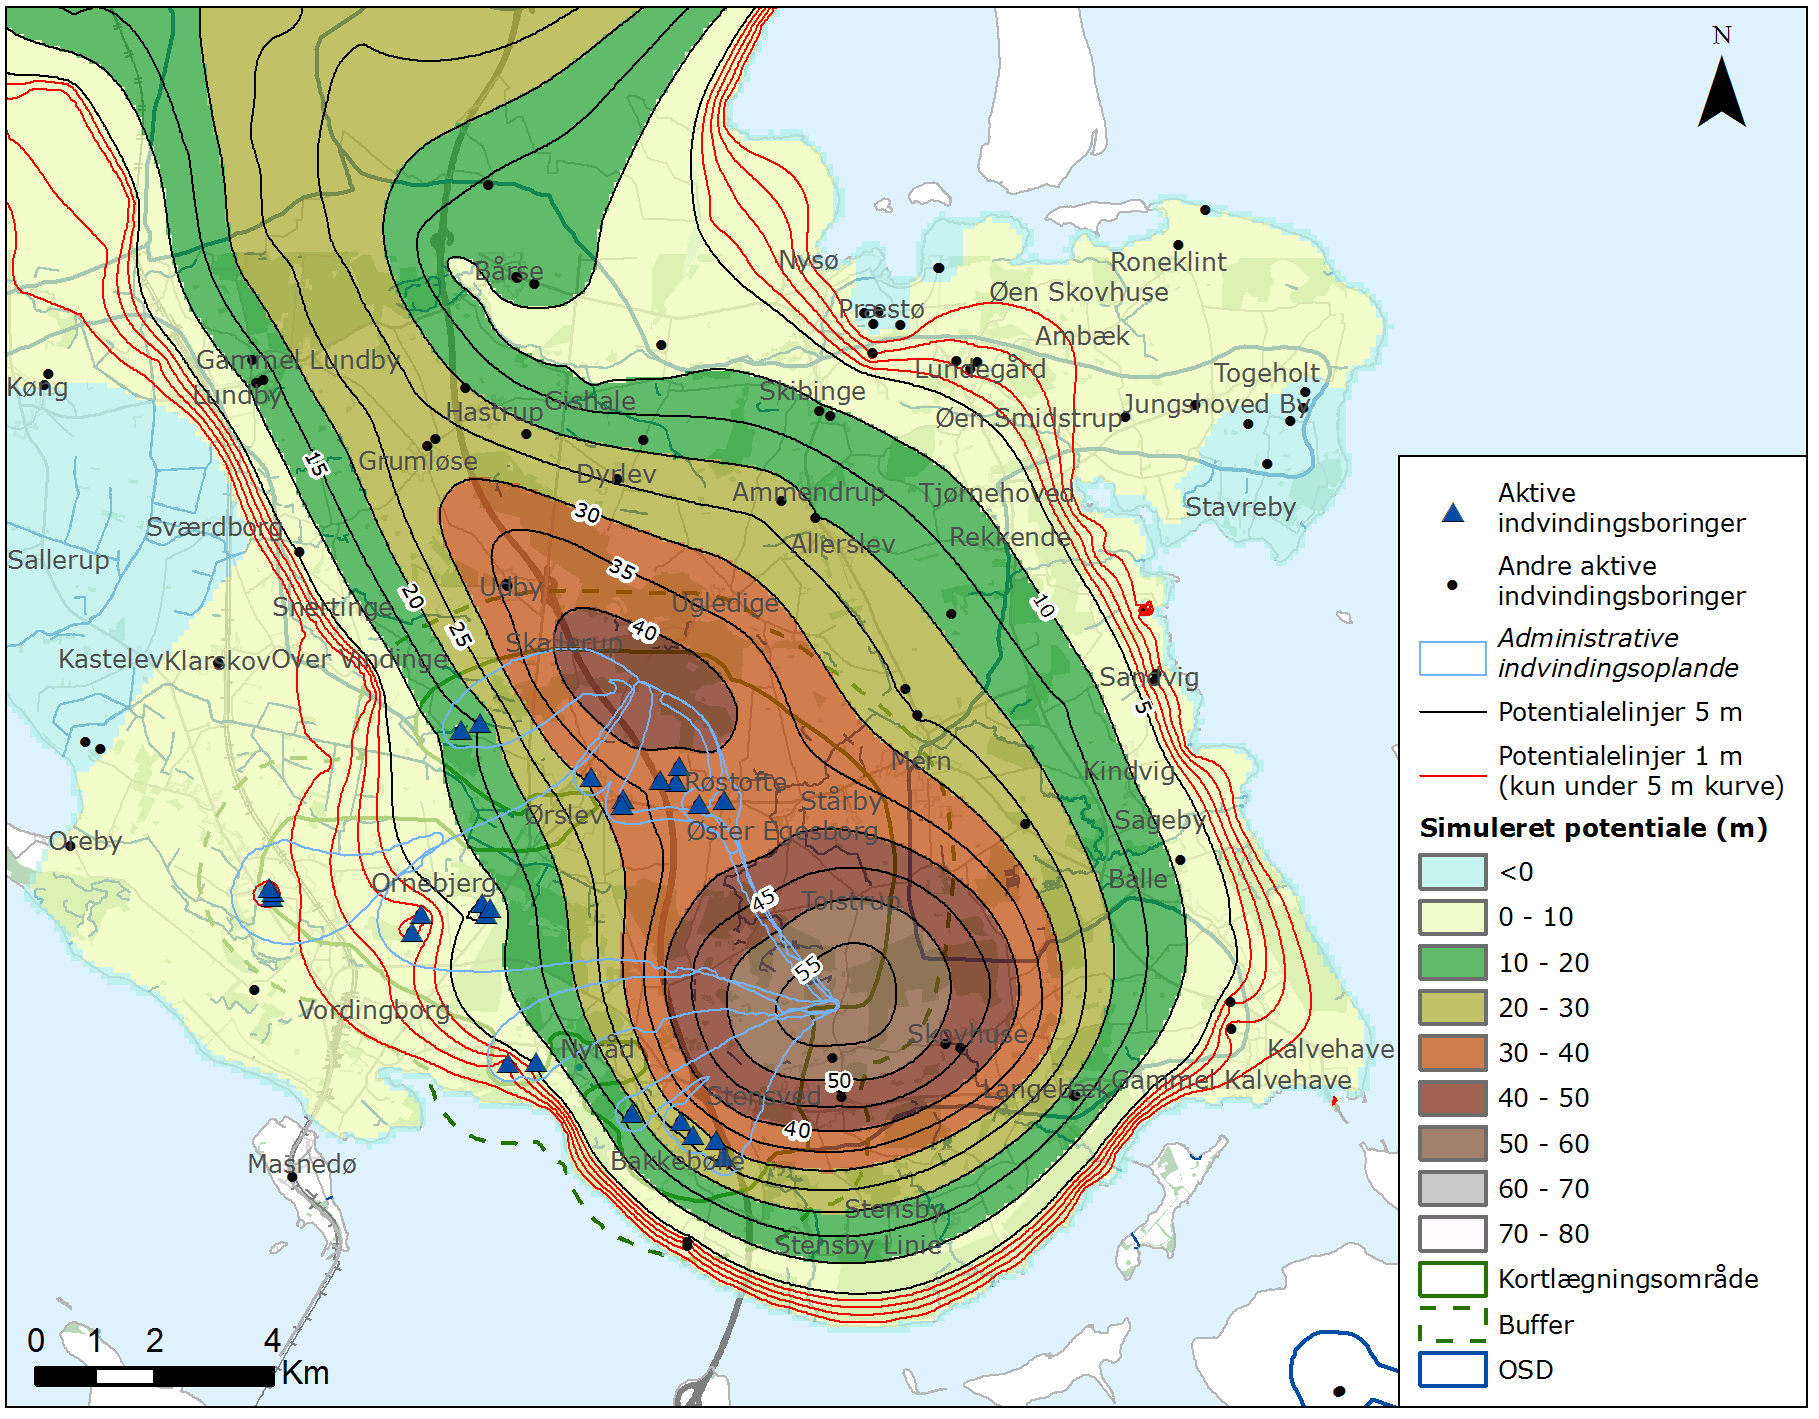 N
Bårse
Nysø
Roneklint
Øen Skovhuse
Præstø
Ambæk
Gammel Lundby
Køng
Lundby
Lundegård
Togeholt
Skibinge
Gishale
Hastrup
Øen Smidstrup
Jungshoved By
Grumløse
15
Dyrlev
Ammendrup
Tjørnehoved
Stavreby
30
Sværdborg
Allerslev
Rekkende
Sallerup
35
Udby
20
Snertinge
Ugledige
10
25
40
Skallerup
Kastelev
Klarskov
Over Vindinge
Sandvig
5
Mern
Kindvig
Røstofte
Stårby
Ørslev
Øster Egesborg
Sageby
Oreby
Ornebjerg
Balle
45
Tolstrup
55
Vordingborg
Skovhuse
Nyråd
Kalvehave
50
Stensved
Langebæk
Gammel Kalvehave
40
Masnedø
Bakkebølle
Stensby
Stensby Linie
0 1 2 4
Km
Aktive
indvindingsboringer
Andre aktive
indvindingsboringer
Administrative
indvindingsoplande
Potentialelinjer 5 m
Potentialelinjer 1 m
(kun under 5 m kurve)
Simuleret potentiale (m)
<0
0 - 10
10 - 20
20 - 30
30 - 40
40 - 50
50 - 60
60 - 70
70 - 80
Kortlægningsområde
Buffer
OSD